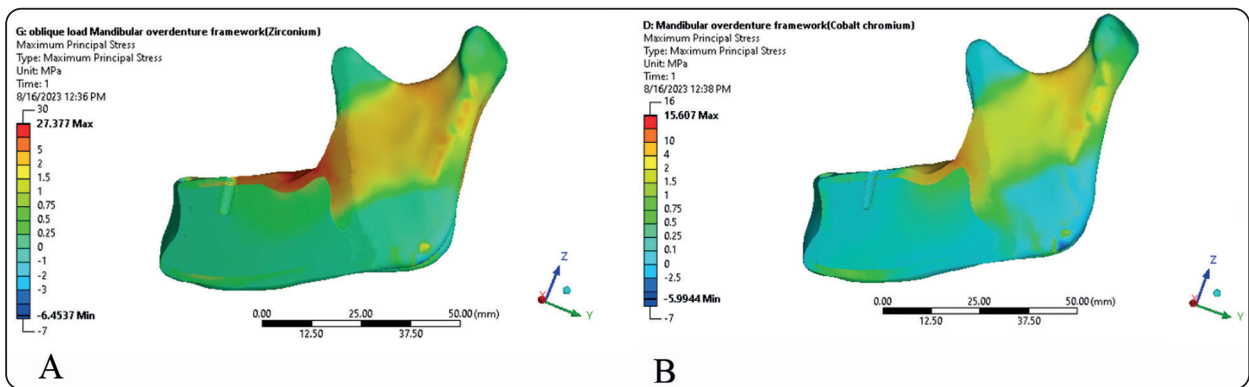 G: oblique load Mandibular overdenture framework(Zirconium)
Maximum Principal Stress
Type: Maximum Principal Stress
Unit: MPa
Time: 1
8/16/2023 12:36 PM
30
27.377 Max
5
2
1.5
1
0.75
0.5
0.25
0
-1
-2
-3
-6.4537 Min
-7
0.00
25.00
50.00 (mm)
12.50
37.50
Z
X
Y
A
D: Mandibular overdenture framework(Cobalt chromium)
Maximum Principal Stress
Type: Maximum Principal Stress
Unit: MPa
Time: 1
8/16/2023 12:38 PM
16
15.607 Max
10
4
2
1.5
1
0.75
0.5
0.25
0.1
0
-2.5
-5.9944 Min
-7
0.00
25.00
50.00 (mm)
12.50
37.50
Z
X
Y
B